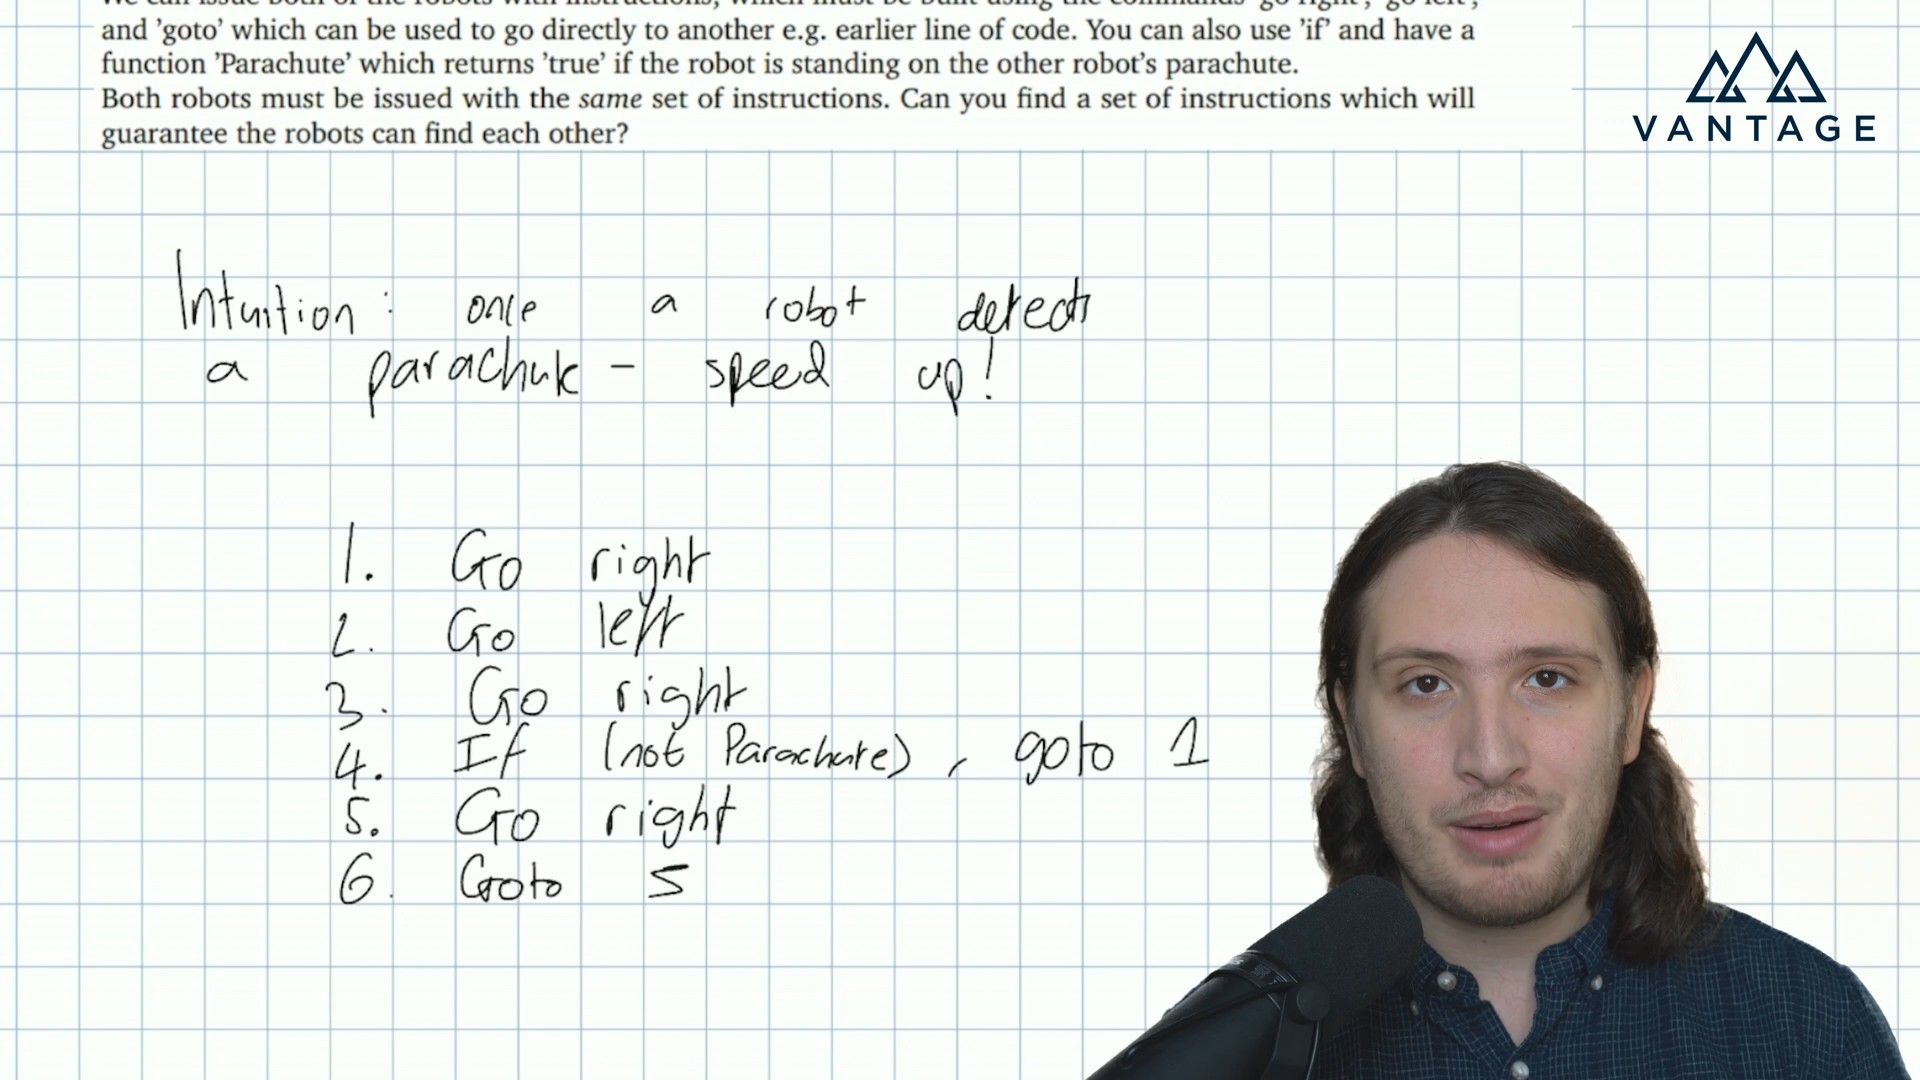 and 'goto' which can be used to go directly to another e.g. earlier line of code. You can also use 'if' and have a
function 'Parachute' which returns 'true' if the robot is standing on the other robot's parachute.
Both robots must be issued with the same set of instructions. Can you find a set of instructions which will
guarantee the robots can find each other?
VANTAGE
Intuition: once a robot detects
a parachute - speed up!
1. Go right
2. Go left
3. Go right
4. If (not Parachute), goto 1
5. Go right
6. Goto 5